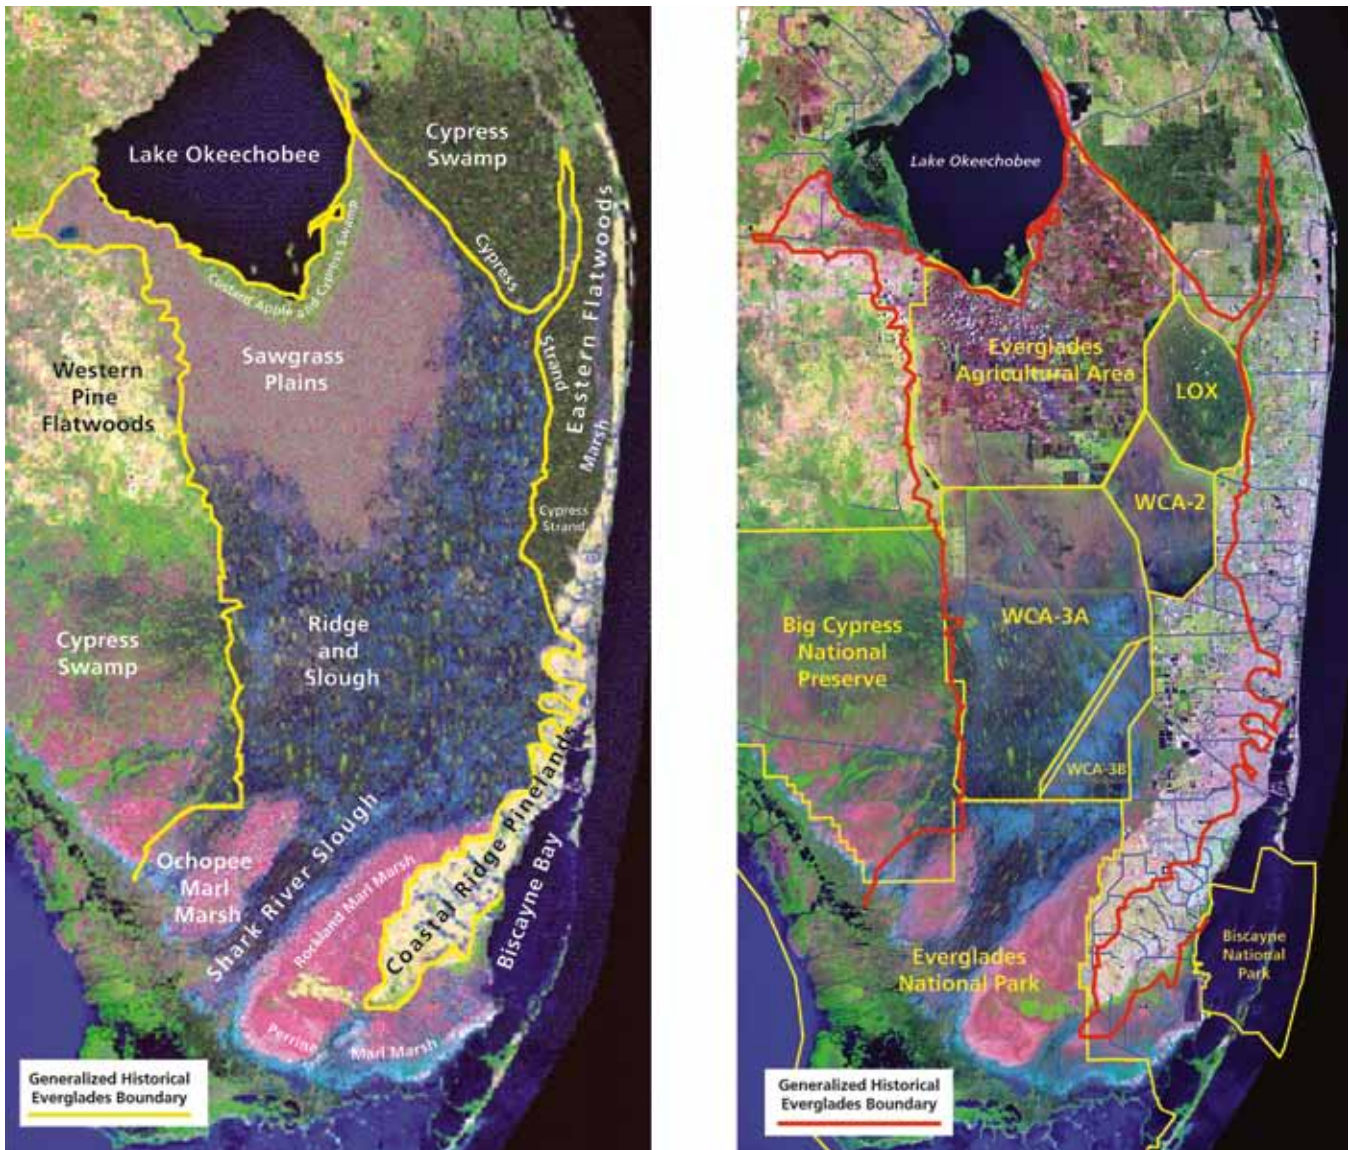 Lake Okeechobee
Cypress
Swamp
Custard Apple and Cypress Swamp
Cypress
Strand
Eastern Flatwoods
Marsh
Sawgrass
Plains
Western
Pine
Flatwoods
Cypress
Strand
Cypress
Swamp
Ridge
and
Slough
Ochopee
Marl
Marsh
Shark River Slough
Rockland Marl Marsh
Coastal Ridge Pinelands
Biscayne Bay
Perrine
Marl Marsh
Generalized Historical
Everglades Boundary
Lake Okeechobee
Everglades
Agricultural Area
LOX
WCA-2
WCA-3A
Big Cypress
National
Preserve
WCA-3B
Everglades
National Park
Biscayne
National
Park
Generalized Historical
Everglades Boundary